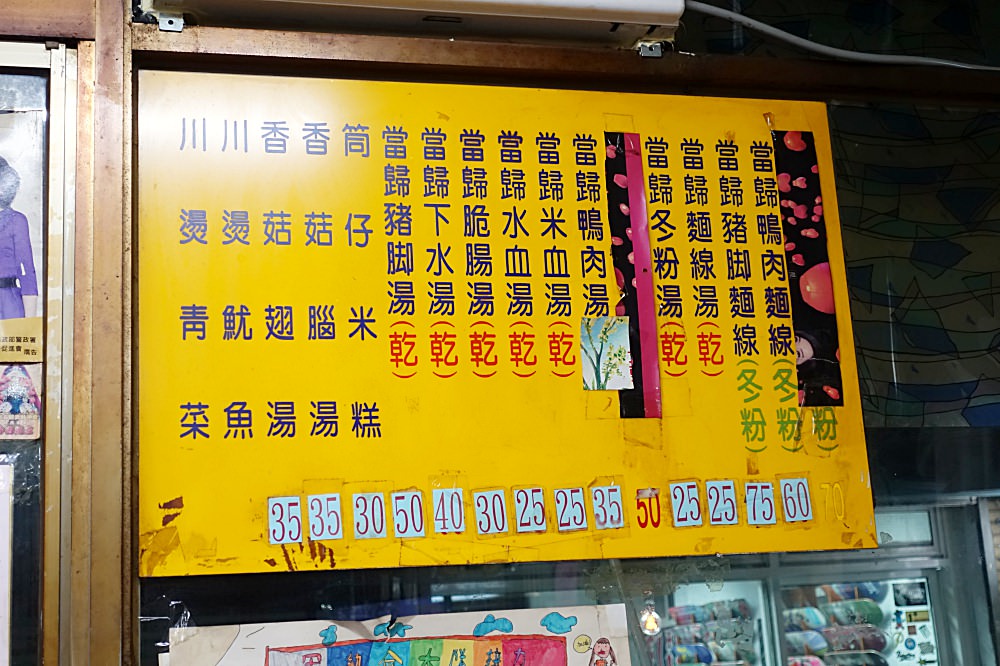 (冬粉)
當歸鴨肉麵線(冬粉)
當歸豬脚麵線(冬粉)
當歸麵線湯(乾)
當歸冬粉湯(乾)
當歸鴨肉湯
當歸米血湯(乾)
當歸水血湯(乾)
當歸脆腸湯(乾)
當歸下水湯(乾)
當歸豬脚湯(乾)
筒仔米糕
香菇腦湯
香菇翅湯
川燙魷魚
川燙青菜
35 35 30 50 40 30 25 25 35 50 25 25 75 60 70